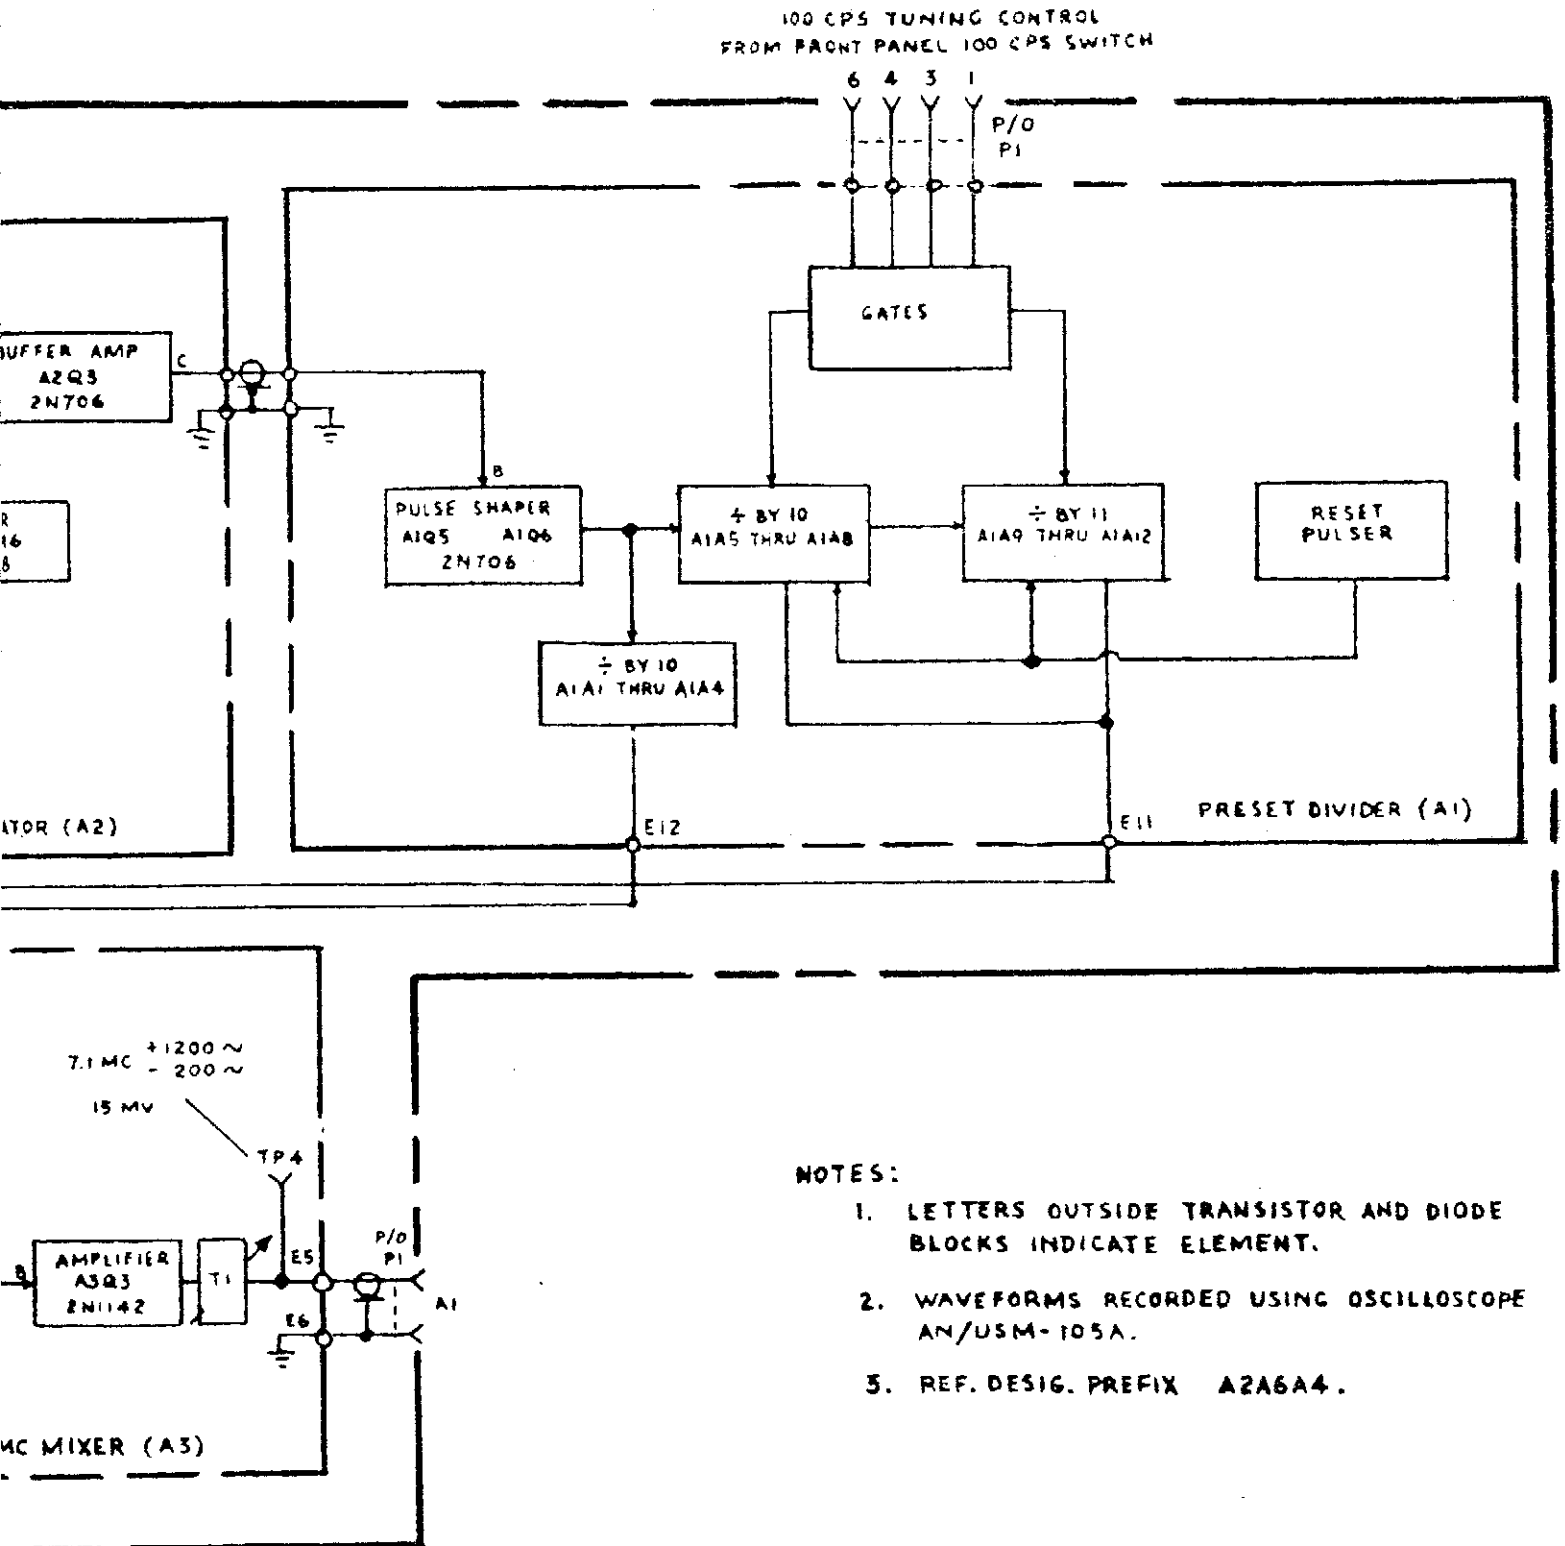 100 CPS TUNING CONTROL
FROM FRONT PANEL 100 CPS SWITCH
6 4 3 1
P/O
P1
GATES
BUFFER AMP
A2Q3
2N706
C
B
R
16
8
PULSE SHAPER
A1Q5 A1Q6
2N706
÷ BY 10
A1A5 THRU A1A8
÷ BY 11
A1A9 THRU A1A12
RESET
PULSER
÷ BY 10
A1A1 THRU A1A4
ATOR (A2)
E12
E11
PRESET DIVIDER (A1)
7.1 MC +1200 ~
- 200 ~
15 MV
TP4
B
AMPLIFIER
A3Q3
2N1142
T1
E5
P/O
P1
A1
E6
MC MIXER (A3)
NOTES:
1. LETTERS OUTSIDE TRANSISTOR AND DIODE
BLOCKS INDICATE ELEMENT.
2. WAVEFORMS RECORDED USING OSCILLOSCOPE
AN/USM-105A.
3. REF. DESIG. PREFIX A2A6A4.